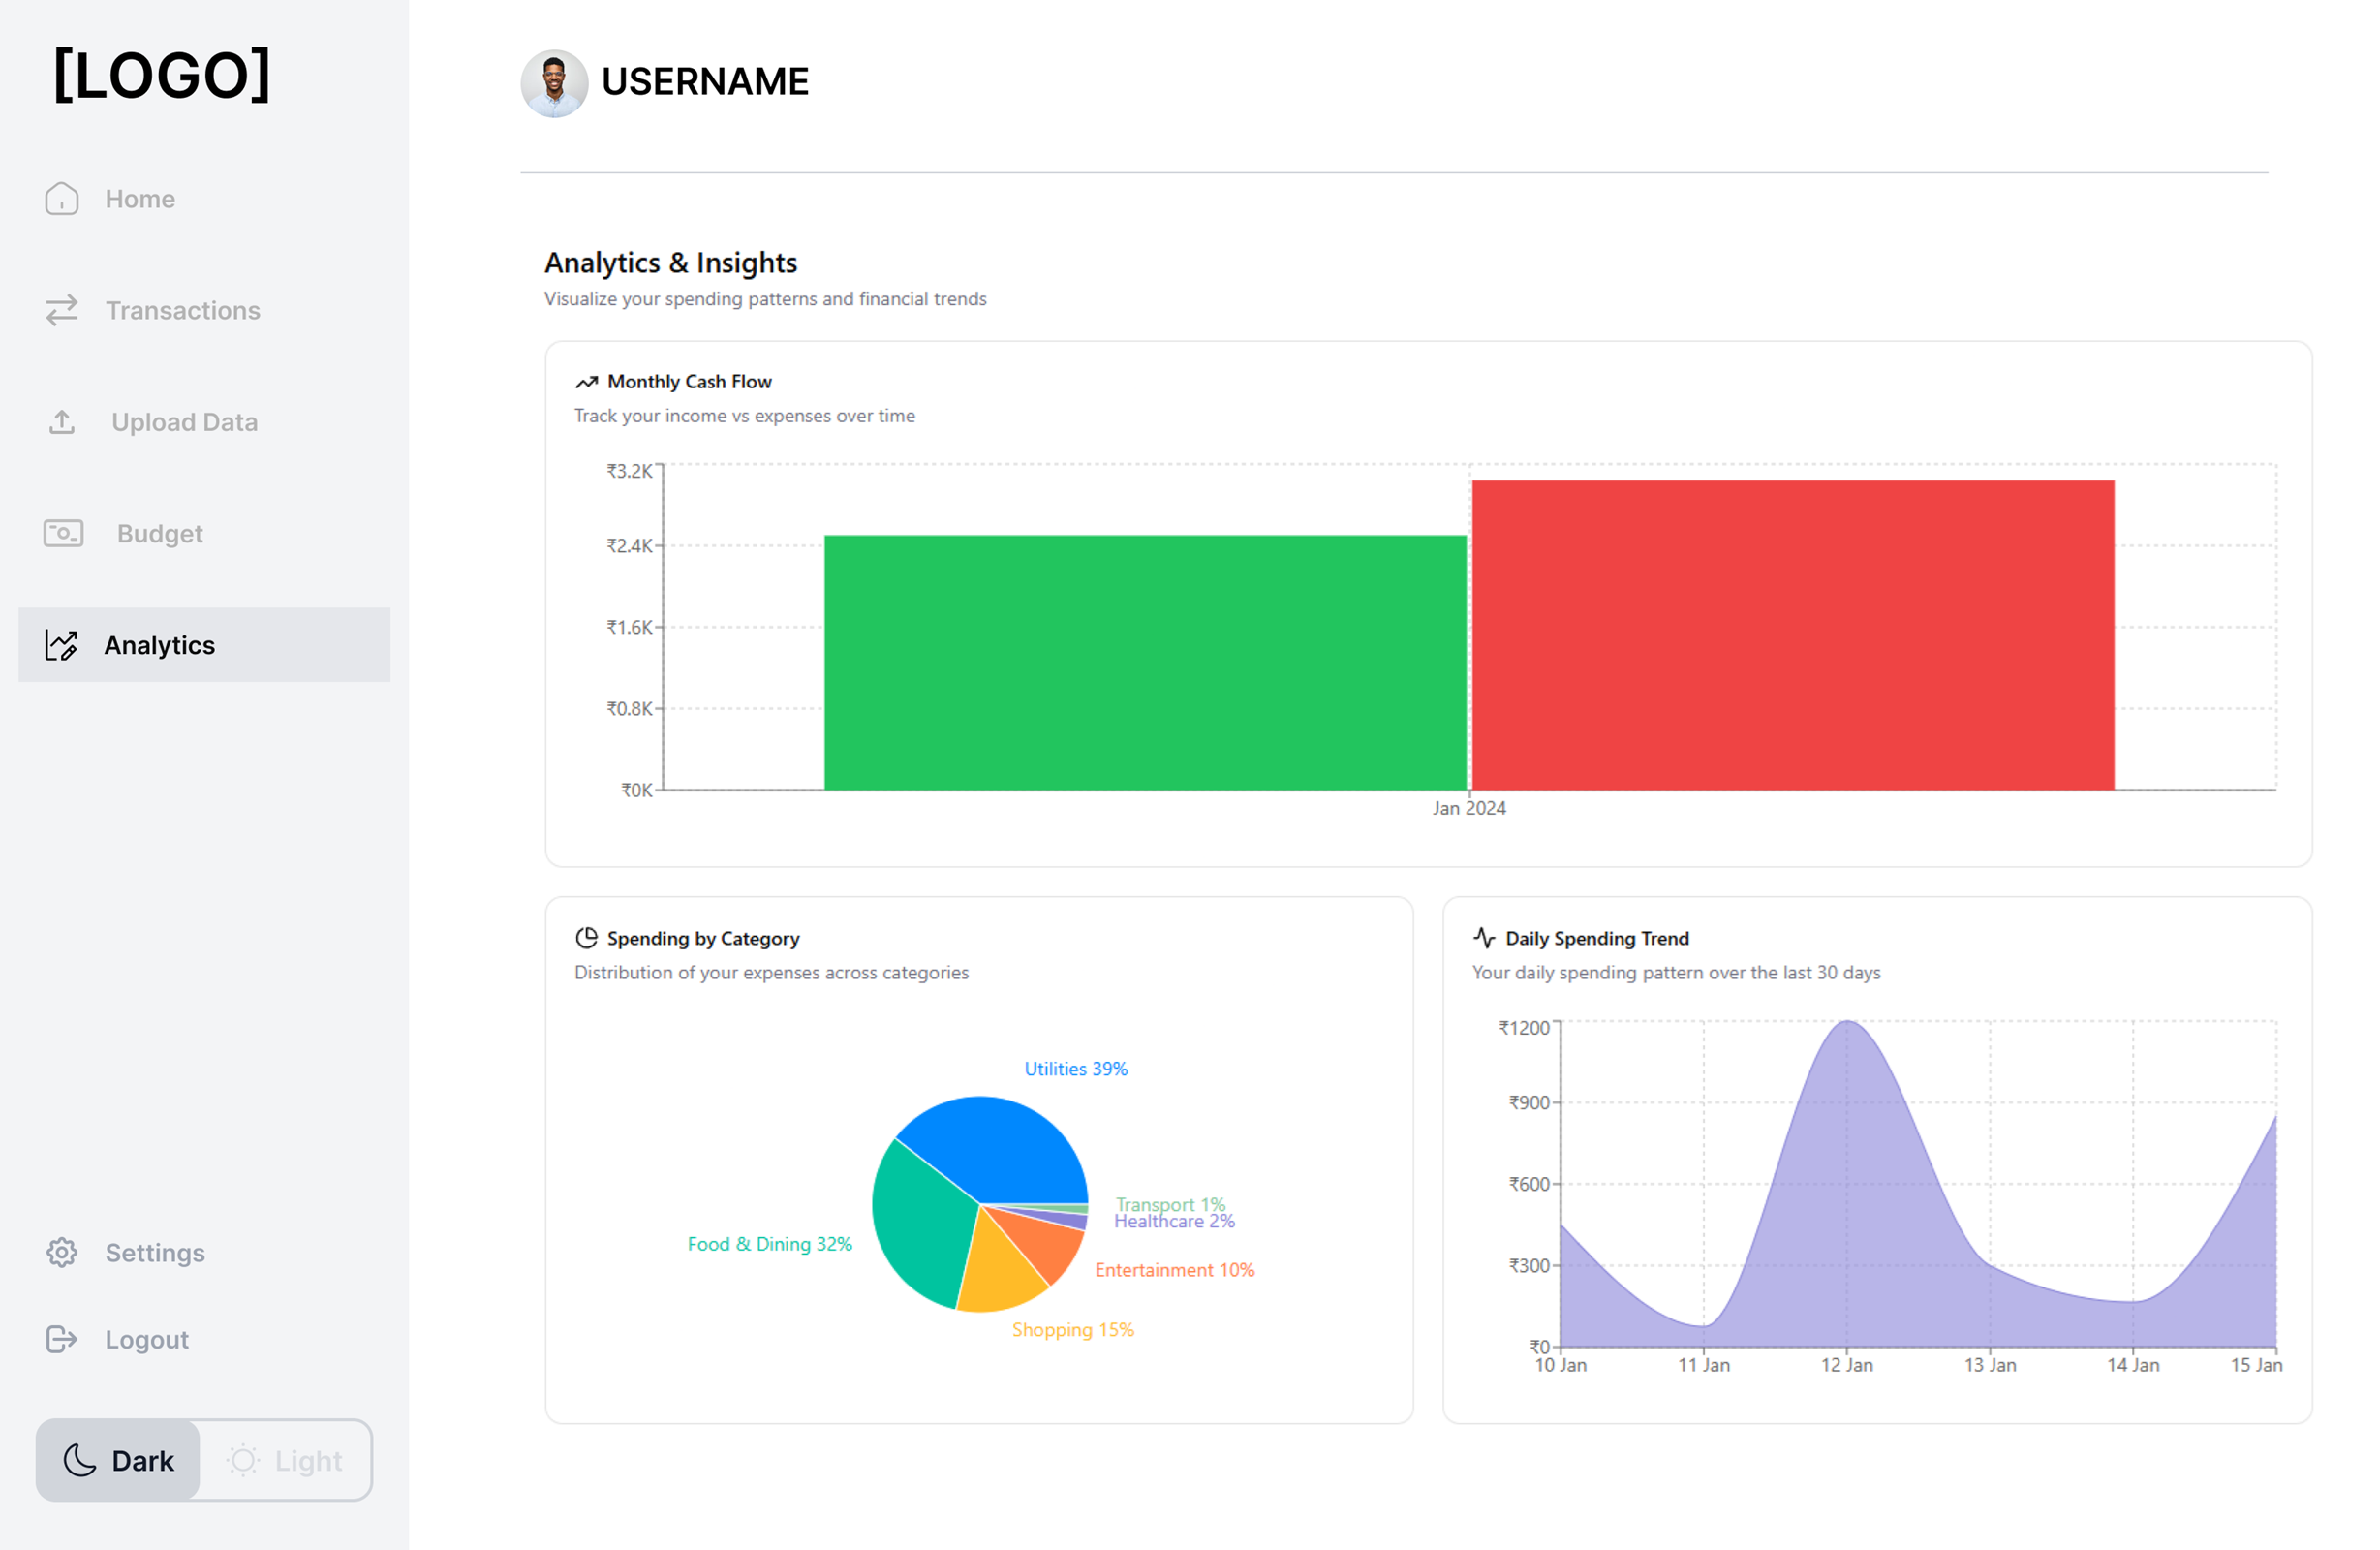 [LOGO]
Home
Transactions
Upload Data
Budget
Analytics
Settings
Logout
Dark
Light
USERNAME
Analytics & Insights
Visualize your spending patterns and financial trends
Monthly Cash Flow
Track your income vs expenses over time
₹3.2K
₹2.4K
₹1.6K
₹0.8K
₹0K
Jan 2024
Spending by Category
Distribution of your expenses across categories
Utilities 39%
Transport 1%
Healthcare 2%
Food & Dining 32%
Entertainment 10%
Shopping 15%
Daily Spending Trend
Your daily spending pattern over the last 30 days
₹1200
₹900
₹600
₹300
₹0
10 Jan
11 Jan
12 Jan
13 Jan
14 Jan
15 Jan